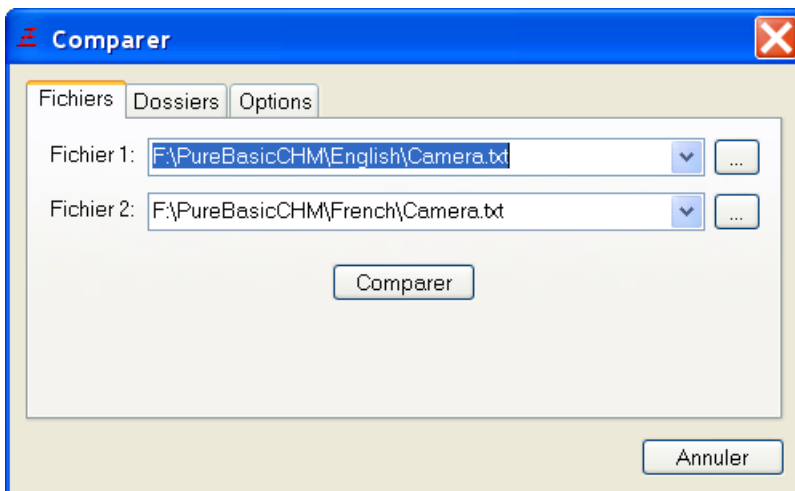 Comparer
Fichiers Dossiers Options
Fichier 1: F:\PureBasicCHM\English\Camera.txt ...
Fichier 2: F:\PureBasicCHM\French\Camera.txt ...
Comparer
Annuler